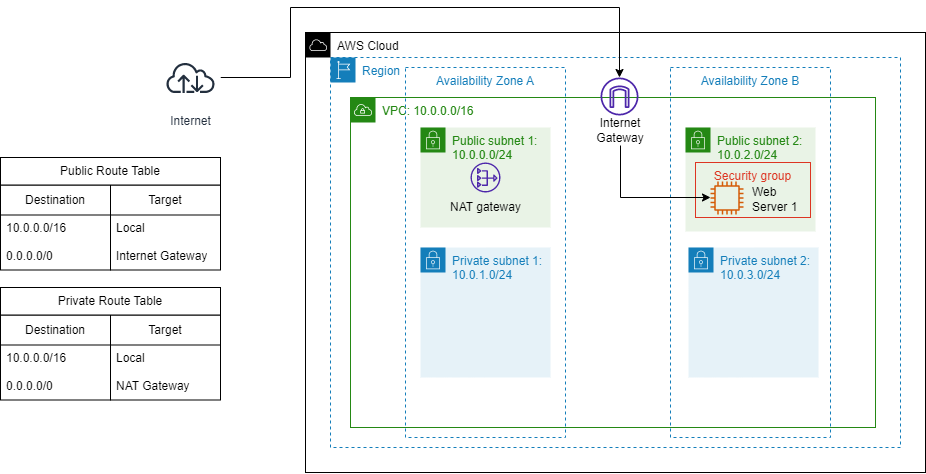 AWS Cloud
Region
Availability Zone A
Availability Zone B
Internet
VPC: 10.0.0.0/16
Internet
Gateway
Public subnet 1:
10.0.0.0/24
NAT gateway
Public subnet 2:
10.0.2.0/24
Security group
Web
Server 1
Private subnet 1:
10.0.1.0/24
Private subnet 2:
10.0.3.0/24
Public Route Table
Destination Target
10.0.0.0/16 Local
0.0.0.0/0 Internet Gateway
Private Route Table
Destination Target
10.0.0.0/16 Local
0.0.0.0/0 NAT Gateway